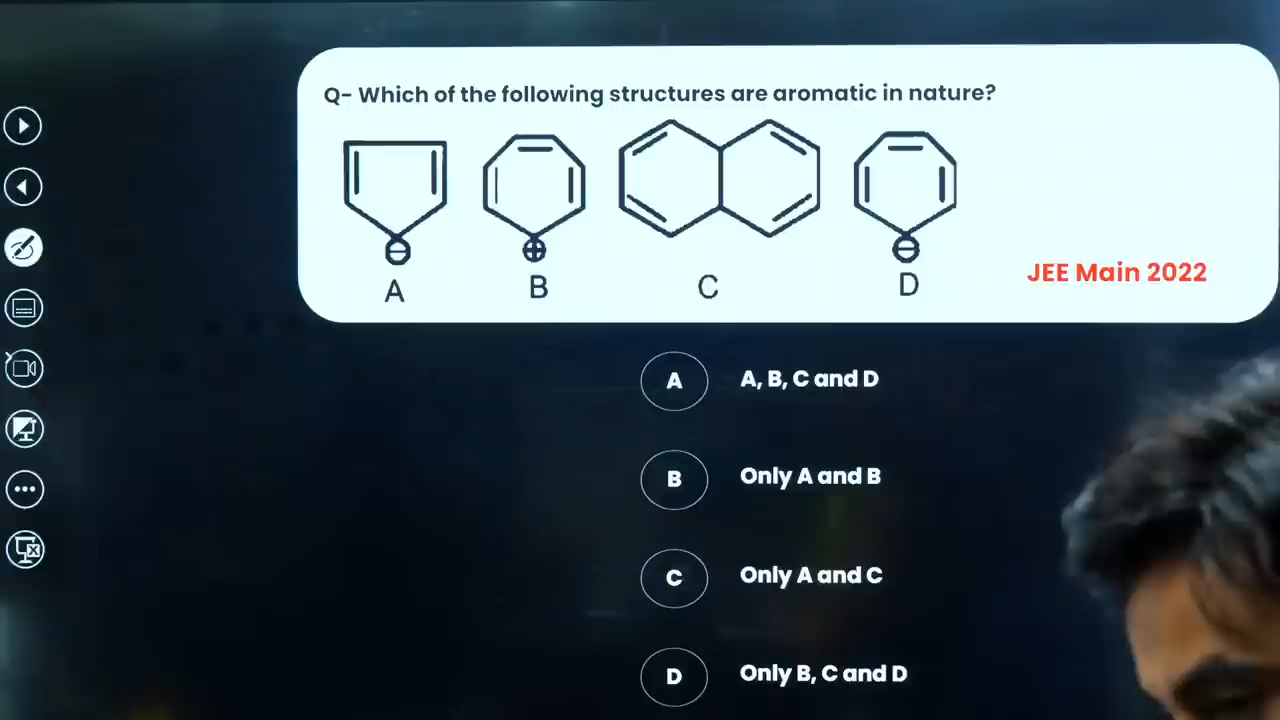 Q- Which of the following structures are aromatic in nature?
⊖ ⊕ ⊖
A B C D
JEE Main 2022
A A, B, C and D
B Only A and B
C Only A and C
D Only B, C and D